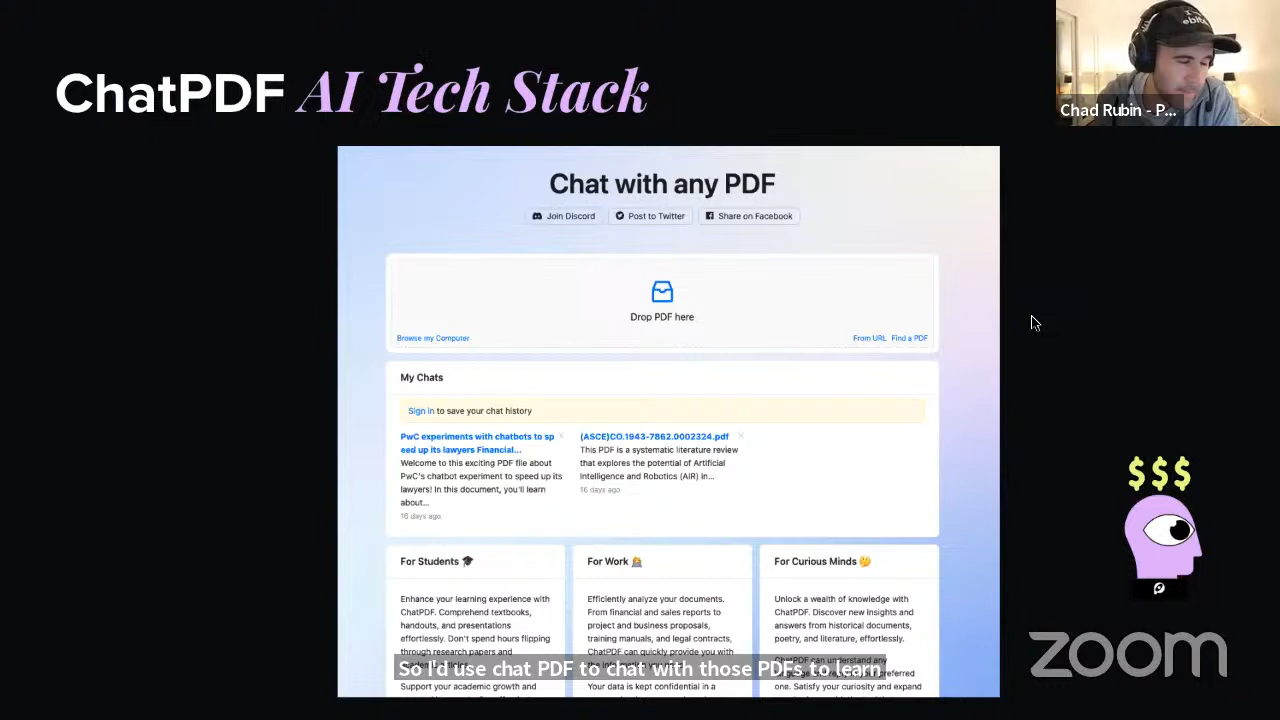 ChatPDF AI Tech Stack
Chad Rubin - P...
Chat with any PDF
Join Discord
Post to Twitter
Share on Facebook
Drop PDF here
Browse my Computer
From URL
Find a PDF
My Chats
Sign in to save your chat history
PwC experiments with chatbots to sp
eed up its lawyers Financial...
Welcome to this exciting PDF file about
PwC's chatbot experiment to speed up its
lawyers! In this document, you'll learn
about...
16 days ago
(ASCE)CO.1943-7862.0002324.pdf
This PDF is a systematic literature review
that explores the potential of Artificial
Intelligence and Robotics (AIR) in...
16 days ago
For Students
Enhance your learning experience with
ChatPDF. Comprehend textbooks,
handouts, and presentations
effortlessly. Don't spend hours flipping
through research papers and
Support your academic growth and
For Work
Efficiently analyze your documents.
From financial and sales reports to
project and business proposals,
training manuals, and legal contracts,
ChatPDF can quickly provide you with
Your data is kept confidential in a
For Curious Minds
Unlock a wealth of knowledge with
ChatPDF. Discover new insights and
answers from historical documents,
poetry, and literature, effortlessly.
ChatPDF can understand any
one. Satisfy your curiosity and expand
So I'd use chat PDF to chat with those PDFs to learn
$$$
zoom